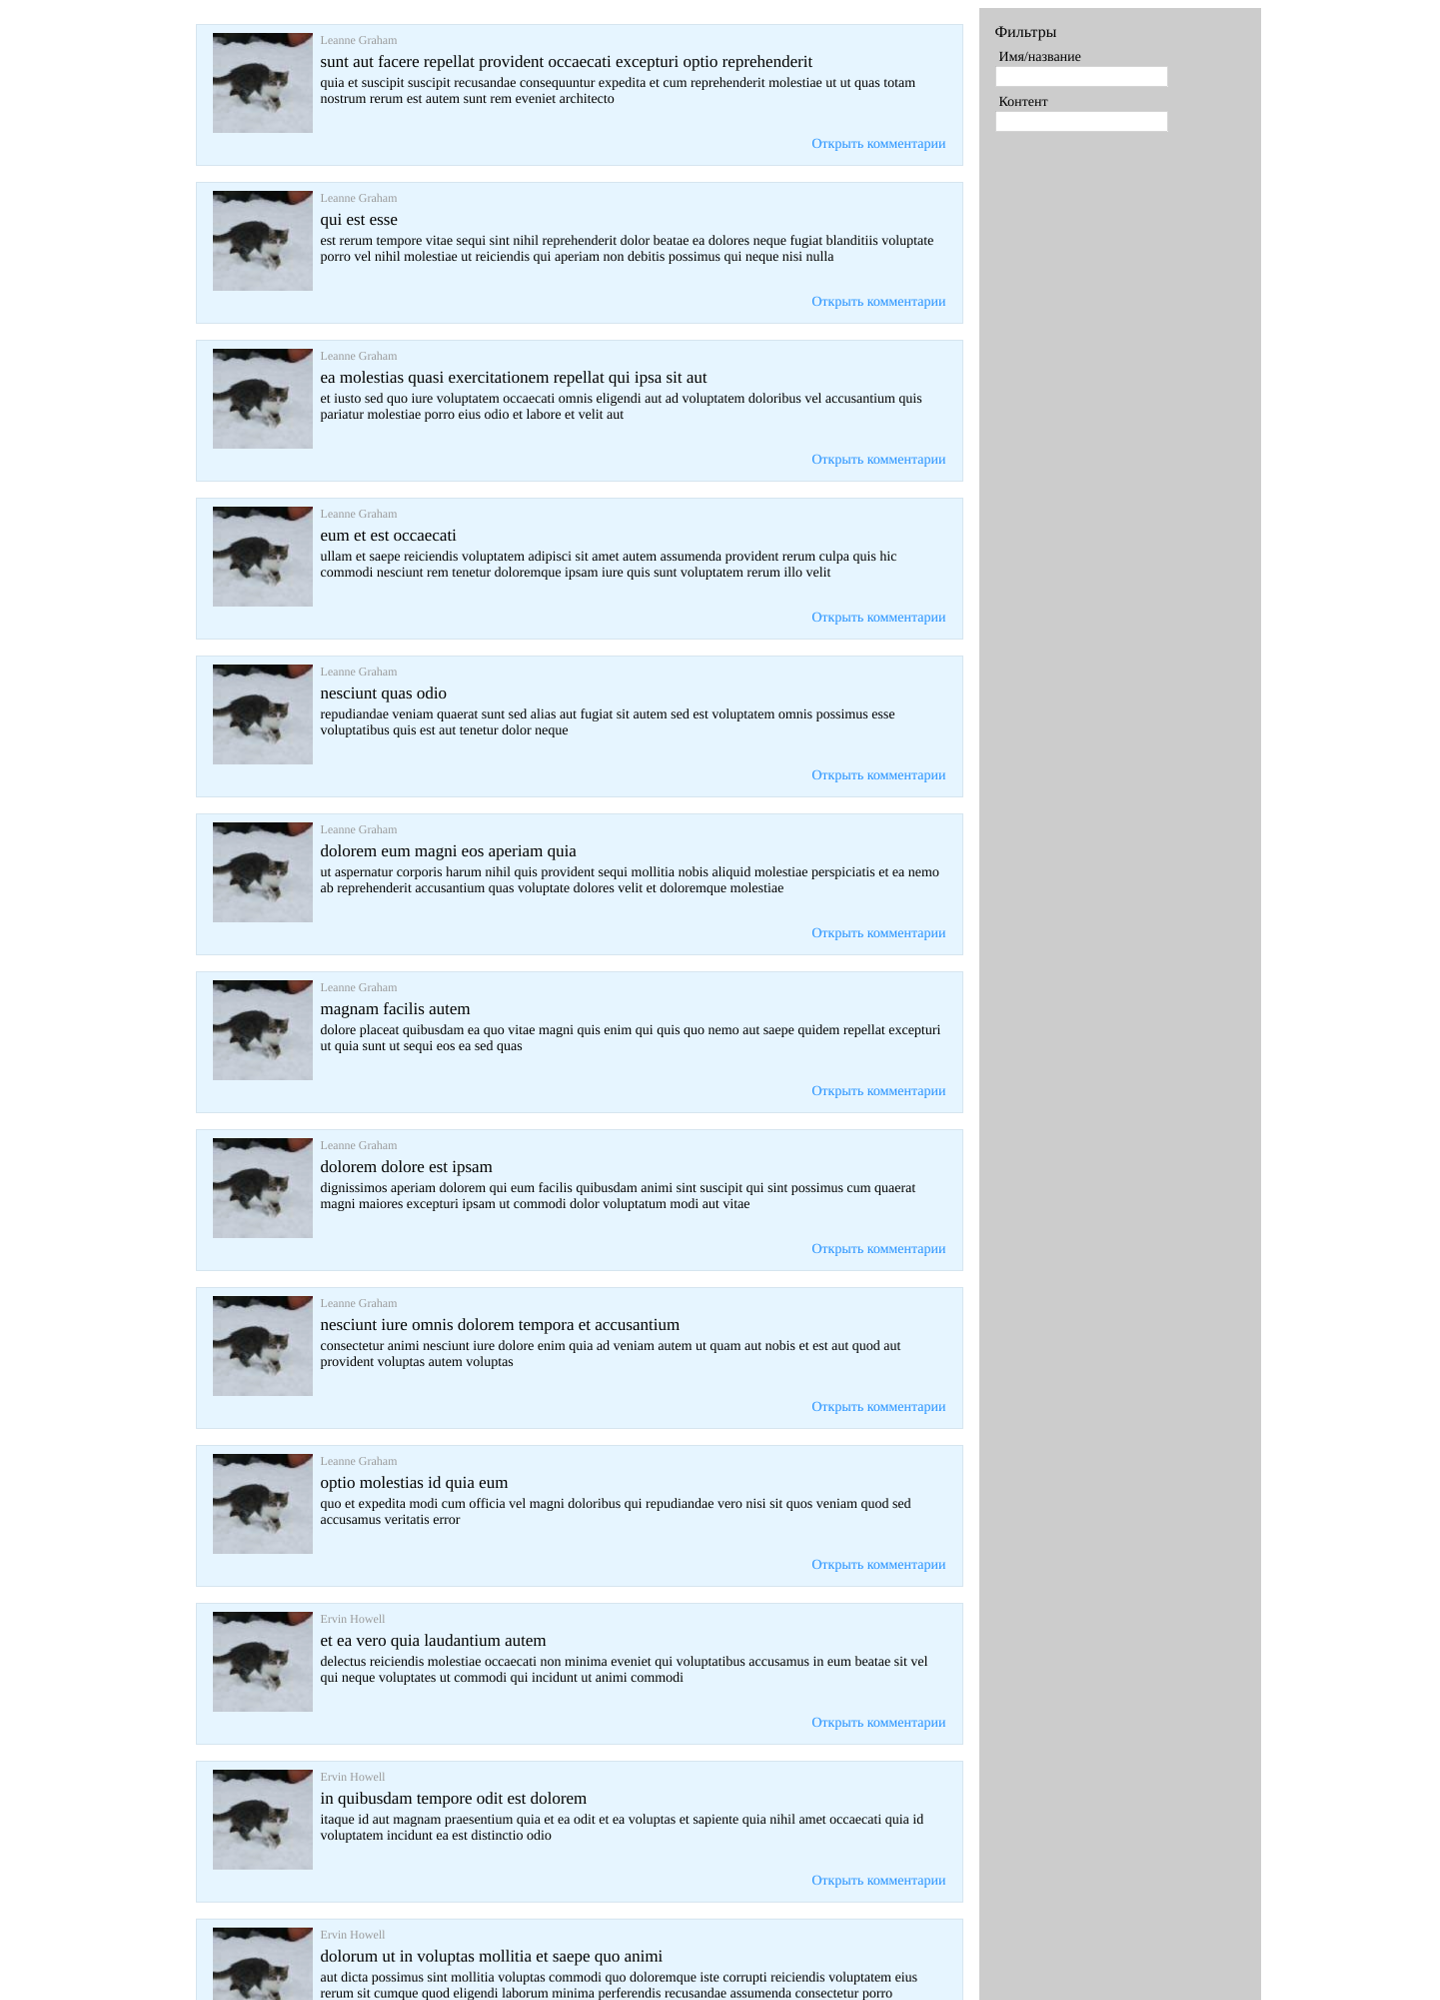 Leanne Graham
sunt aut facere repellat provident occaecati excepturi optio reprehenderit
quia et suscipit suscipit recusandae consequuntur expedita et cum reprehenderit molestiae ut ut quas totam
nostrum rerum est autem sunt rem eveniet architecto
Открыть комментарии
Leanne Graham
qui est esse
est rerum tempore vitae sequi sint nihil reprehenderit dolor beatae ea dolores neque fugiat blanditiis voluptate
porro vel nihil molestiae ut reiciendis qui aperiam non debitis possimus qui neque nisi nulla
Открыть комментарии
Leanne Graham
ea molestias quasi exercitationem repellat qui ipsa sit aut
et iusto sed quo iure voluptatem occaecati omnis eligendi aut ad voluptatem doloribus vel accusantium quis
pariatur molestiae porro eius odio et labore et velit aut
Открыть комментарии
Leanne Graham
eum et est occaecati
ullam et saepe reiciendis voluptatem adipisci sit amet autem assumenda provident rerum culpa quis hic
commodi nesciunt rem tenetur doloremque ipsam iure quis sunt voluptatem rerum illo velit
Открыть комментарии
Leanne Graham
nesciunt quas odio
repudiandae veniam quaerat sunt sed alias aut fugiat sit autem sed est voluptatem omnis possimus esse
voluptatibus quis est aut tenetur dolor neque
Открыть комментарии
Leanne Graham
dolorem eum magni eos aperiam quia
ut aspernatur corporis harum nihil quis provident sequi mollitia nobis aliquid molestiae perspiciatis et ea nemo
ab reprehenderit accusantium quas voluptate dolores velit et doloremque molestiae
Открыть комментарии
Leanne Graham
magnam facilis autem
dolore placeat quibusdam ea quo vitae magni quis enim qui quis quo nemo aut saepe quidem repellat excepturi
ut quia sunt ut sequi eos ea sed quas
Открыть комментарии
Leanne Graham
dolorem dolore est ipsam
dignissimos aperiam dolorem qui eum facilis quibusdam animi sint suscipit qui sint possimus cum quaerat
magni maiores excepturi ipsam ut commodi dolor voluptatum modi aut vitae
Открыть комментарии
Leanne Graham
nesciunt iure omnis dolorem tempora et accusantium
consectetur animi nesciunt iure dolore enim quia ad veniam autem ut quam aut nobis et est aut quod aut
provident voluptas autem voluptas
Открыть комментарии
Leanne Graham
optio molestias id quia eum
quo et expedita modi cum officia vel magni doloribus qui repudiandae vero nisi sit quos veniam quod sed
accusamus veritatis error
Открыть комментарии
Ervin Howell
et ea vero quia laudantium autem
delectus reiciendis molestiae occaecati non minima eveniet qui voluptatibus accusamus in eum beatae sit vel
qui neque voluptates ut commodi qui incidunt ut animi commodi
Открыть комментарии
Ervin Howell
in quibusdam tempore odit est dolorem
itaque id aut magnam praesentium quia et ea odit et ea voluptas et sapiente quia nihil amet occaecati quia id
voluptatem incidunt ea est distinctio odio
Открыть комментарии
Ervin Howell
dolorum ut in voluptas mollitia et saepe quo animi
aut dicta possimus sint mollitia voluptas commodi quo doloremque iste corrupti reiciendis voluptatem eius
rerum sit cumque quod eligendi laborum minima perferendis recusandae assumenda consectetur porro
Фильтры
Имя/название
Контент